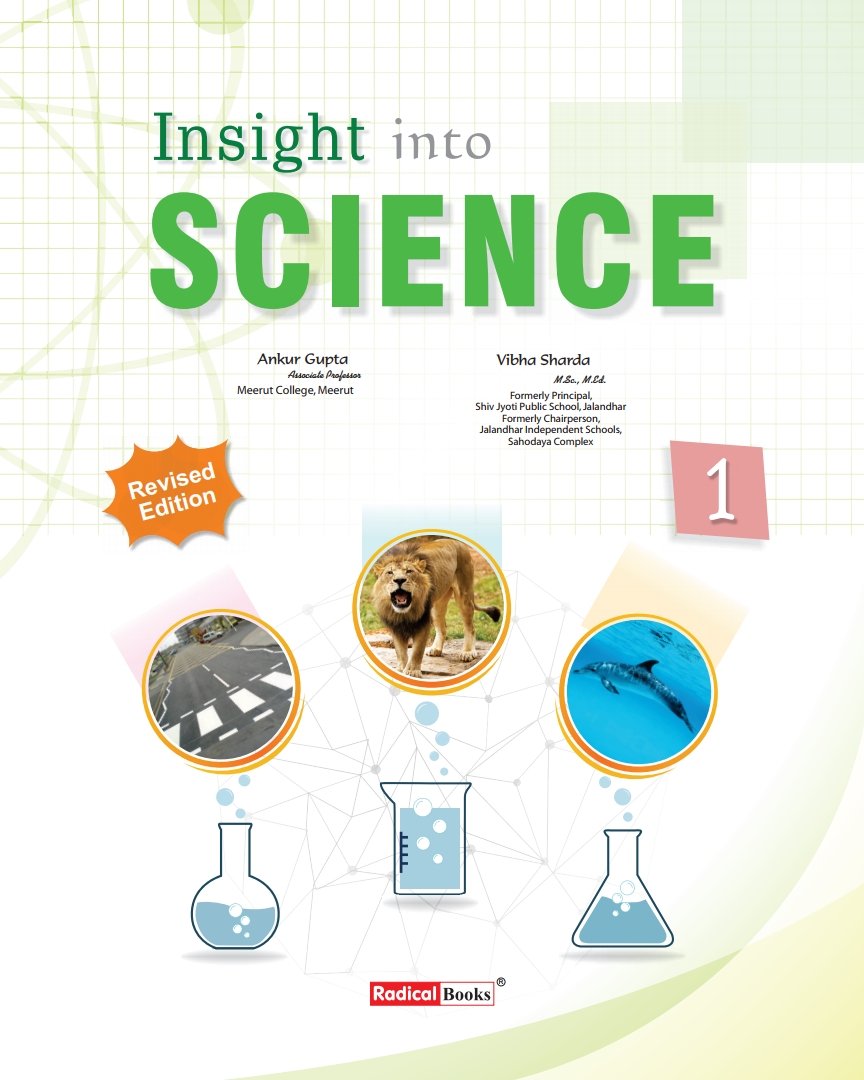 Insight into
SCIENCE
Ankur Gupta
Associate Professor
Meerut College, Meerut
Vibha Sharda
M.Sc., M.Ed.
Formerly Principal,
Shiv Jyoti Public School, Jalandhar
Formerly Chairperson,
Jalandhar Independent Schools,
Sahodaya Complex
Revised
Edition
1
Radical Books®